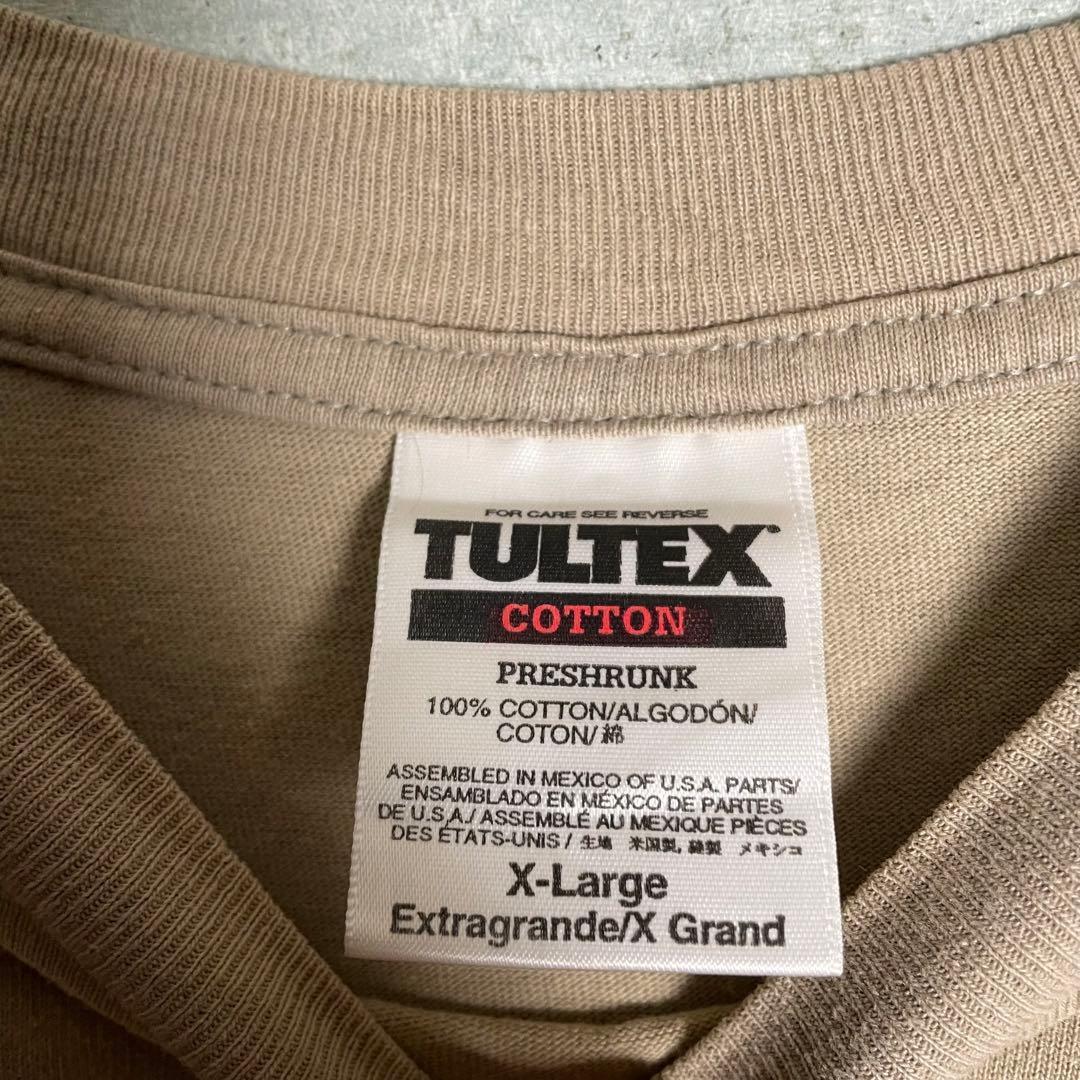 FOR CARE SEE REVERSE
TULTEX
COTTON
PRESHRUNK
100% COTTON/ALGODÓN/
COTON/綿
ASSEMBLED IN MEXICO OF U.S.A. PARTS/
ENSAMBLADO EN MÉXICO DE PARTES
DE U.S.A./ ASSEMBLÉ AU MEXIQUE PIÈCES
DES ÉTATS-UNIS / 生地 米国製, 縫製 メキシコ
X-Large
Extragrande/X Grand